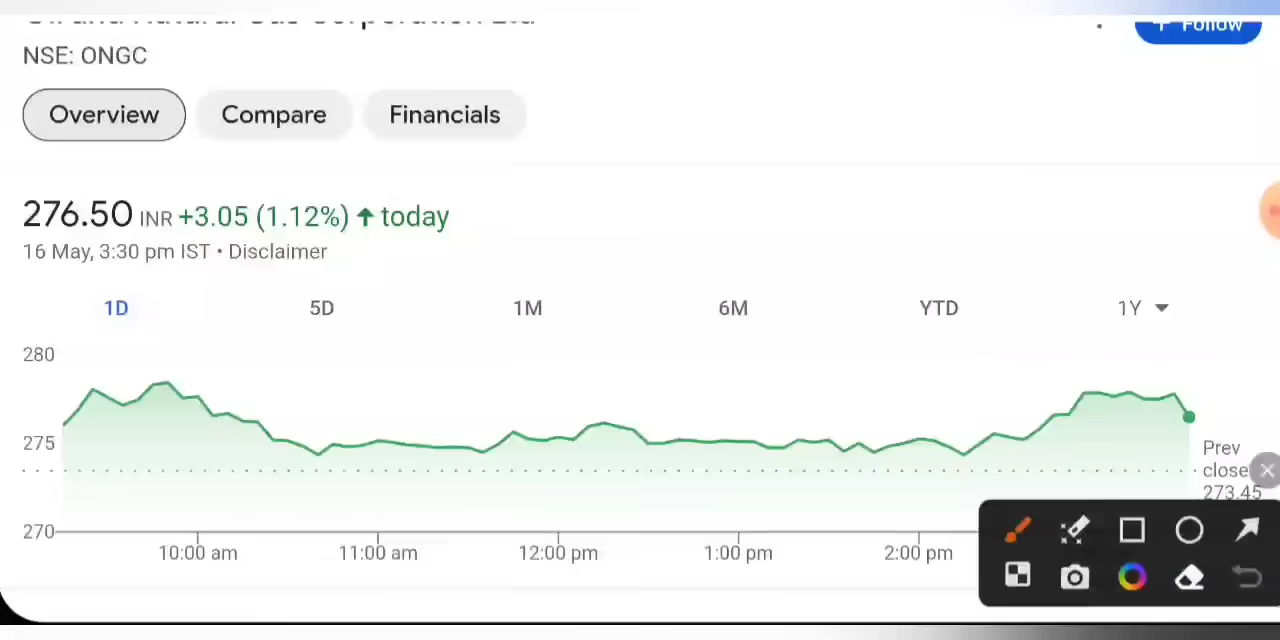 NSE: ONGC
Follow
Overview Compare Financials
276.50 INR +3.05 (1.12%) ↑ today
16 May, 3:30 pm IST • Disclaimer
1D 5D 1M 6M YTD 1Y
280
275
270
Prev
close
273.45
10:00 am 11:00 am 12:00 pm 1:00 pm 2:00 pm